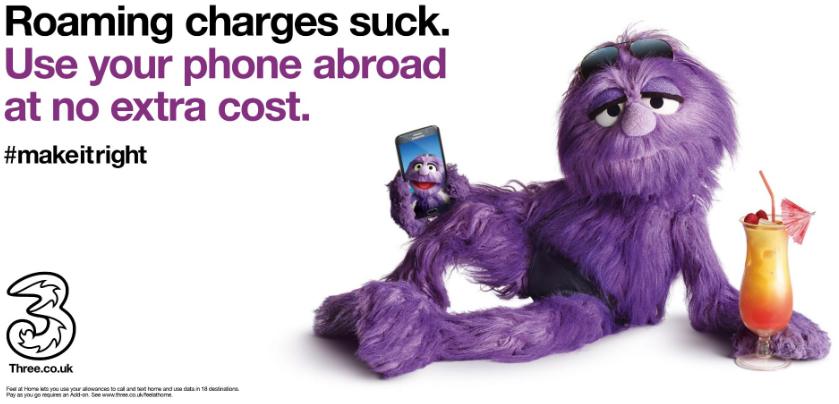 Roaming charges suck.
Use your phone abroad
at no extra cost.
#makeitright
Three.co.uk
Feel at Home lets you use your allowances to call and text home and use data in 18 destinations.
Pay as you go requires an Add-on. See www.three.co.uk/feelathome.